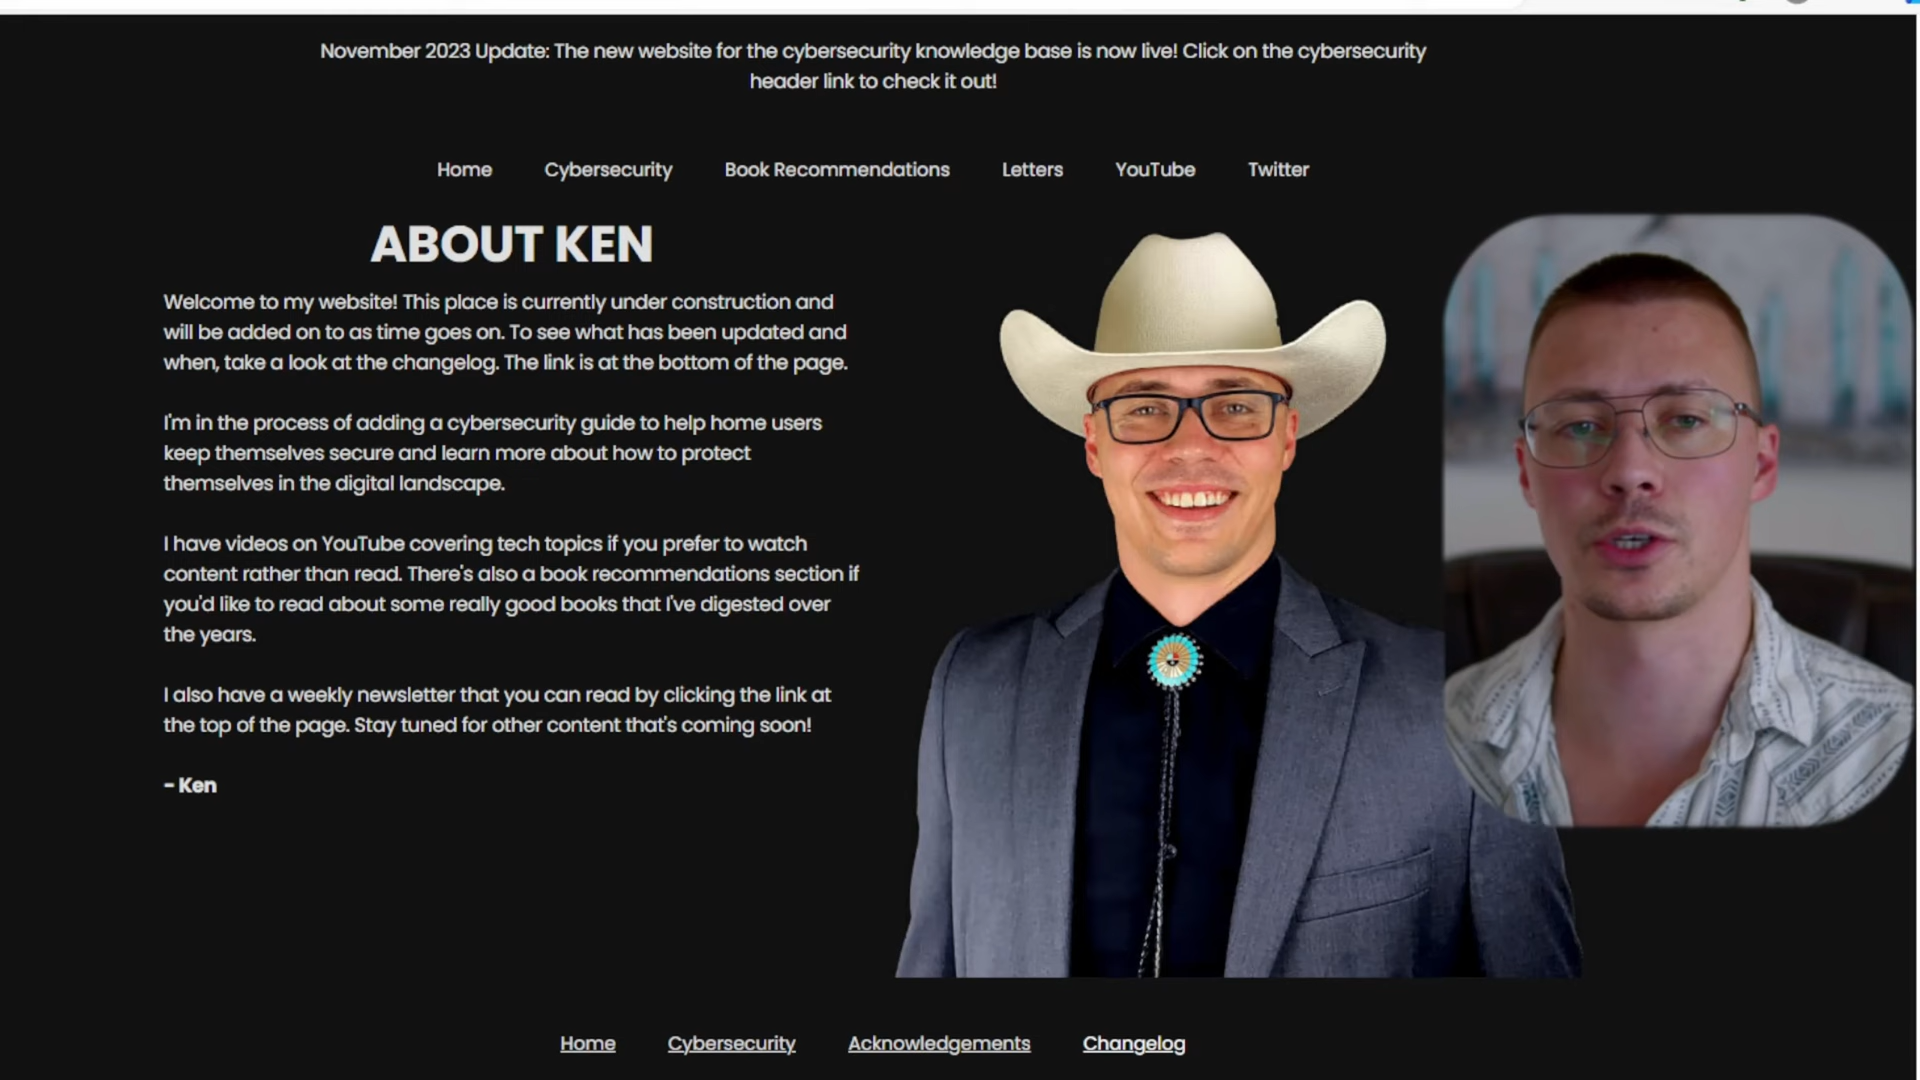 November 2023 Update: The new website for the cybersecurity knowledge base is now live! Click on the cybersecurity
header link to check it out!
Home Cybersecurity Book Recommendations Letters YouTube Twitter
ABOUT KEN
Welcome to my website! This place is currently under construction and
will be added on to as time goes on. To see what has been updated and
when, take a look at the changelog. The link is at the bottom of the page.
I'm in the process of adding a cybersecurity guide to help home users
keep themselves secure and learn more about how to protect
themselves in the digital landscape.
I have videos on YouTube covering tech topics if you prefer to watch
content rather than read. There's also a book recommendations section if
you'd like to read about some really good books that I've digested over
the years.
I also have a weekly newsletter that you can read by clicking the link at
the top of the page. Stay tuned for other content that's coming soon!
- Ken
Home Cybersecurity Acknowledgements Changelog